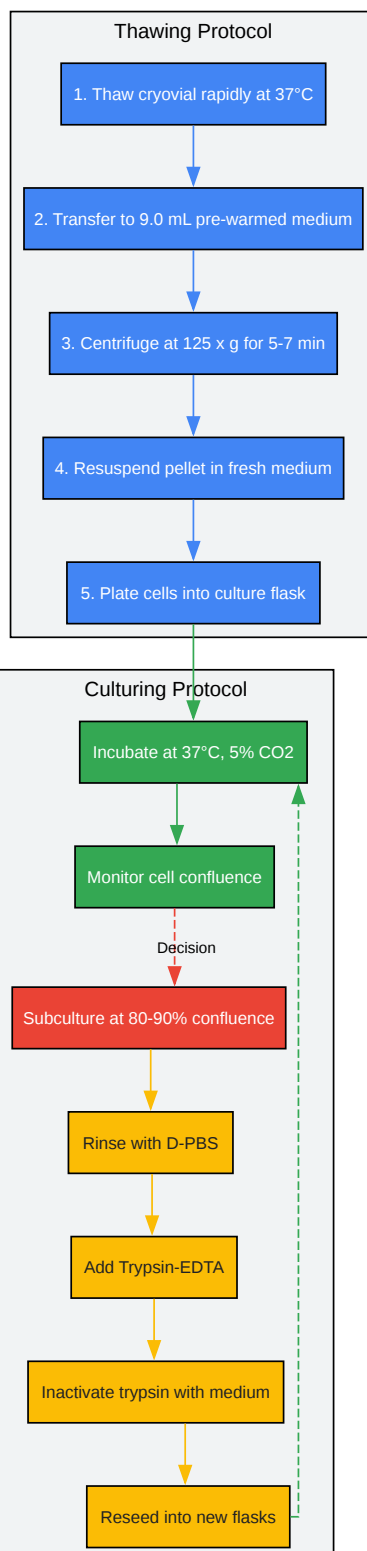 Thawing Protocol
1. Thaw cryovial rapidly at 37°C
2. Transfer to 9.0 mL pre-warmed medium
3. Centrifuge at 125 x g for 5-7 min
4. Resuspend pellet in fresh medium
5. Plate cells into culture flask
Culturing Protocol
Incubate at 37°C, 5% CO2
Monitor cell confluence
Decision
Subculture at 80-90% confluence
Rinse with D-PBS
Add Trypsin-EDTA
Inactivate trypsin with medium
Reseed into new flasks